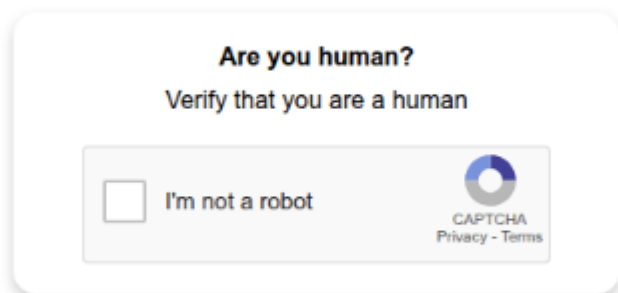 Are you human?
Verify that you are a human
I'm not a robot
CAPTCHA
Privacy - Terms